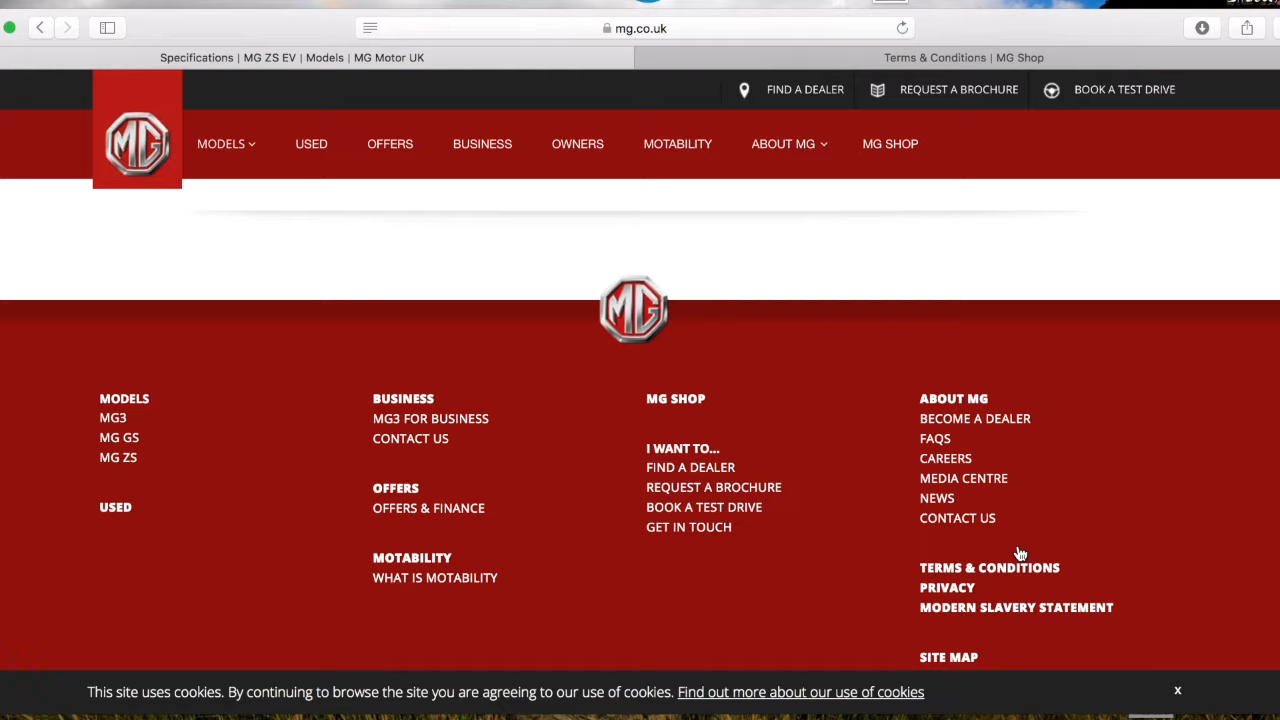 mg.co.uk
Specifications | MG ZS EV | Models | MG Motor UK
Terms & Conditions | MG Shop
FIND A DEALER
REQUEST A BROCHURE
BOOK A TEST DRIVE
MG
MODELS
USED
OFFERS
BUSINESS
OWNERS
MOTABILITY
ABOUT MG
MG SHOP
MG
MODELS
MG3
MG GS
MG ZS
USED
BUSINESS
MG3 FOR BUSINESS
CONTACT US
OFFERS
OFFERS & FINANCE
MOTABILITY
WHAT IS MOTABILITY
MG SHOP
I WANT TO...
FIND A DEALER
REQUEST A BROCHURE
BOOK A TEST DRIVE
GET IN TOUCH
ABOUT MG
BECOME A DEALER
FAQS
CAREERS
MEDIA CENTRE
NEWS
CONTACT US
TERMS & CONDITIONS
PRIVACY
MODERN SLAVERY STATEMENT
SITE MAP
This site uses cookies. By continuing to browse the site you are agreeing to our use of cookies. Find out more about our use of cookies
x